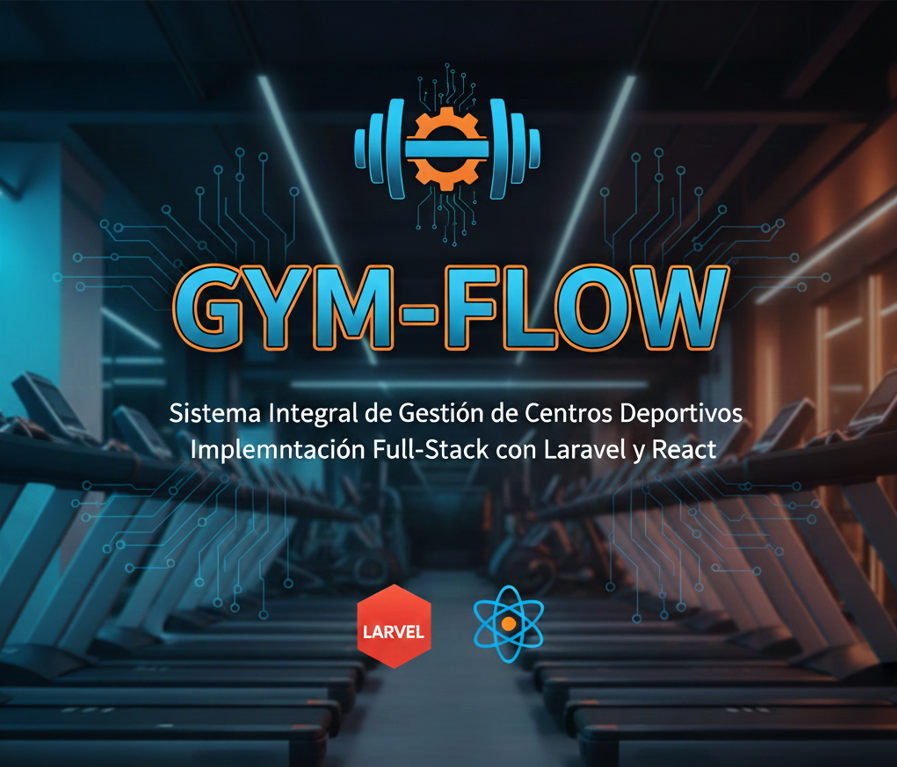 GYM-FLOW
Sistema Integral de Gestión de Centros Deportivos
Implemntación Full-Stack con Laravel y React
LARVEL